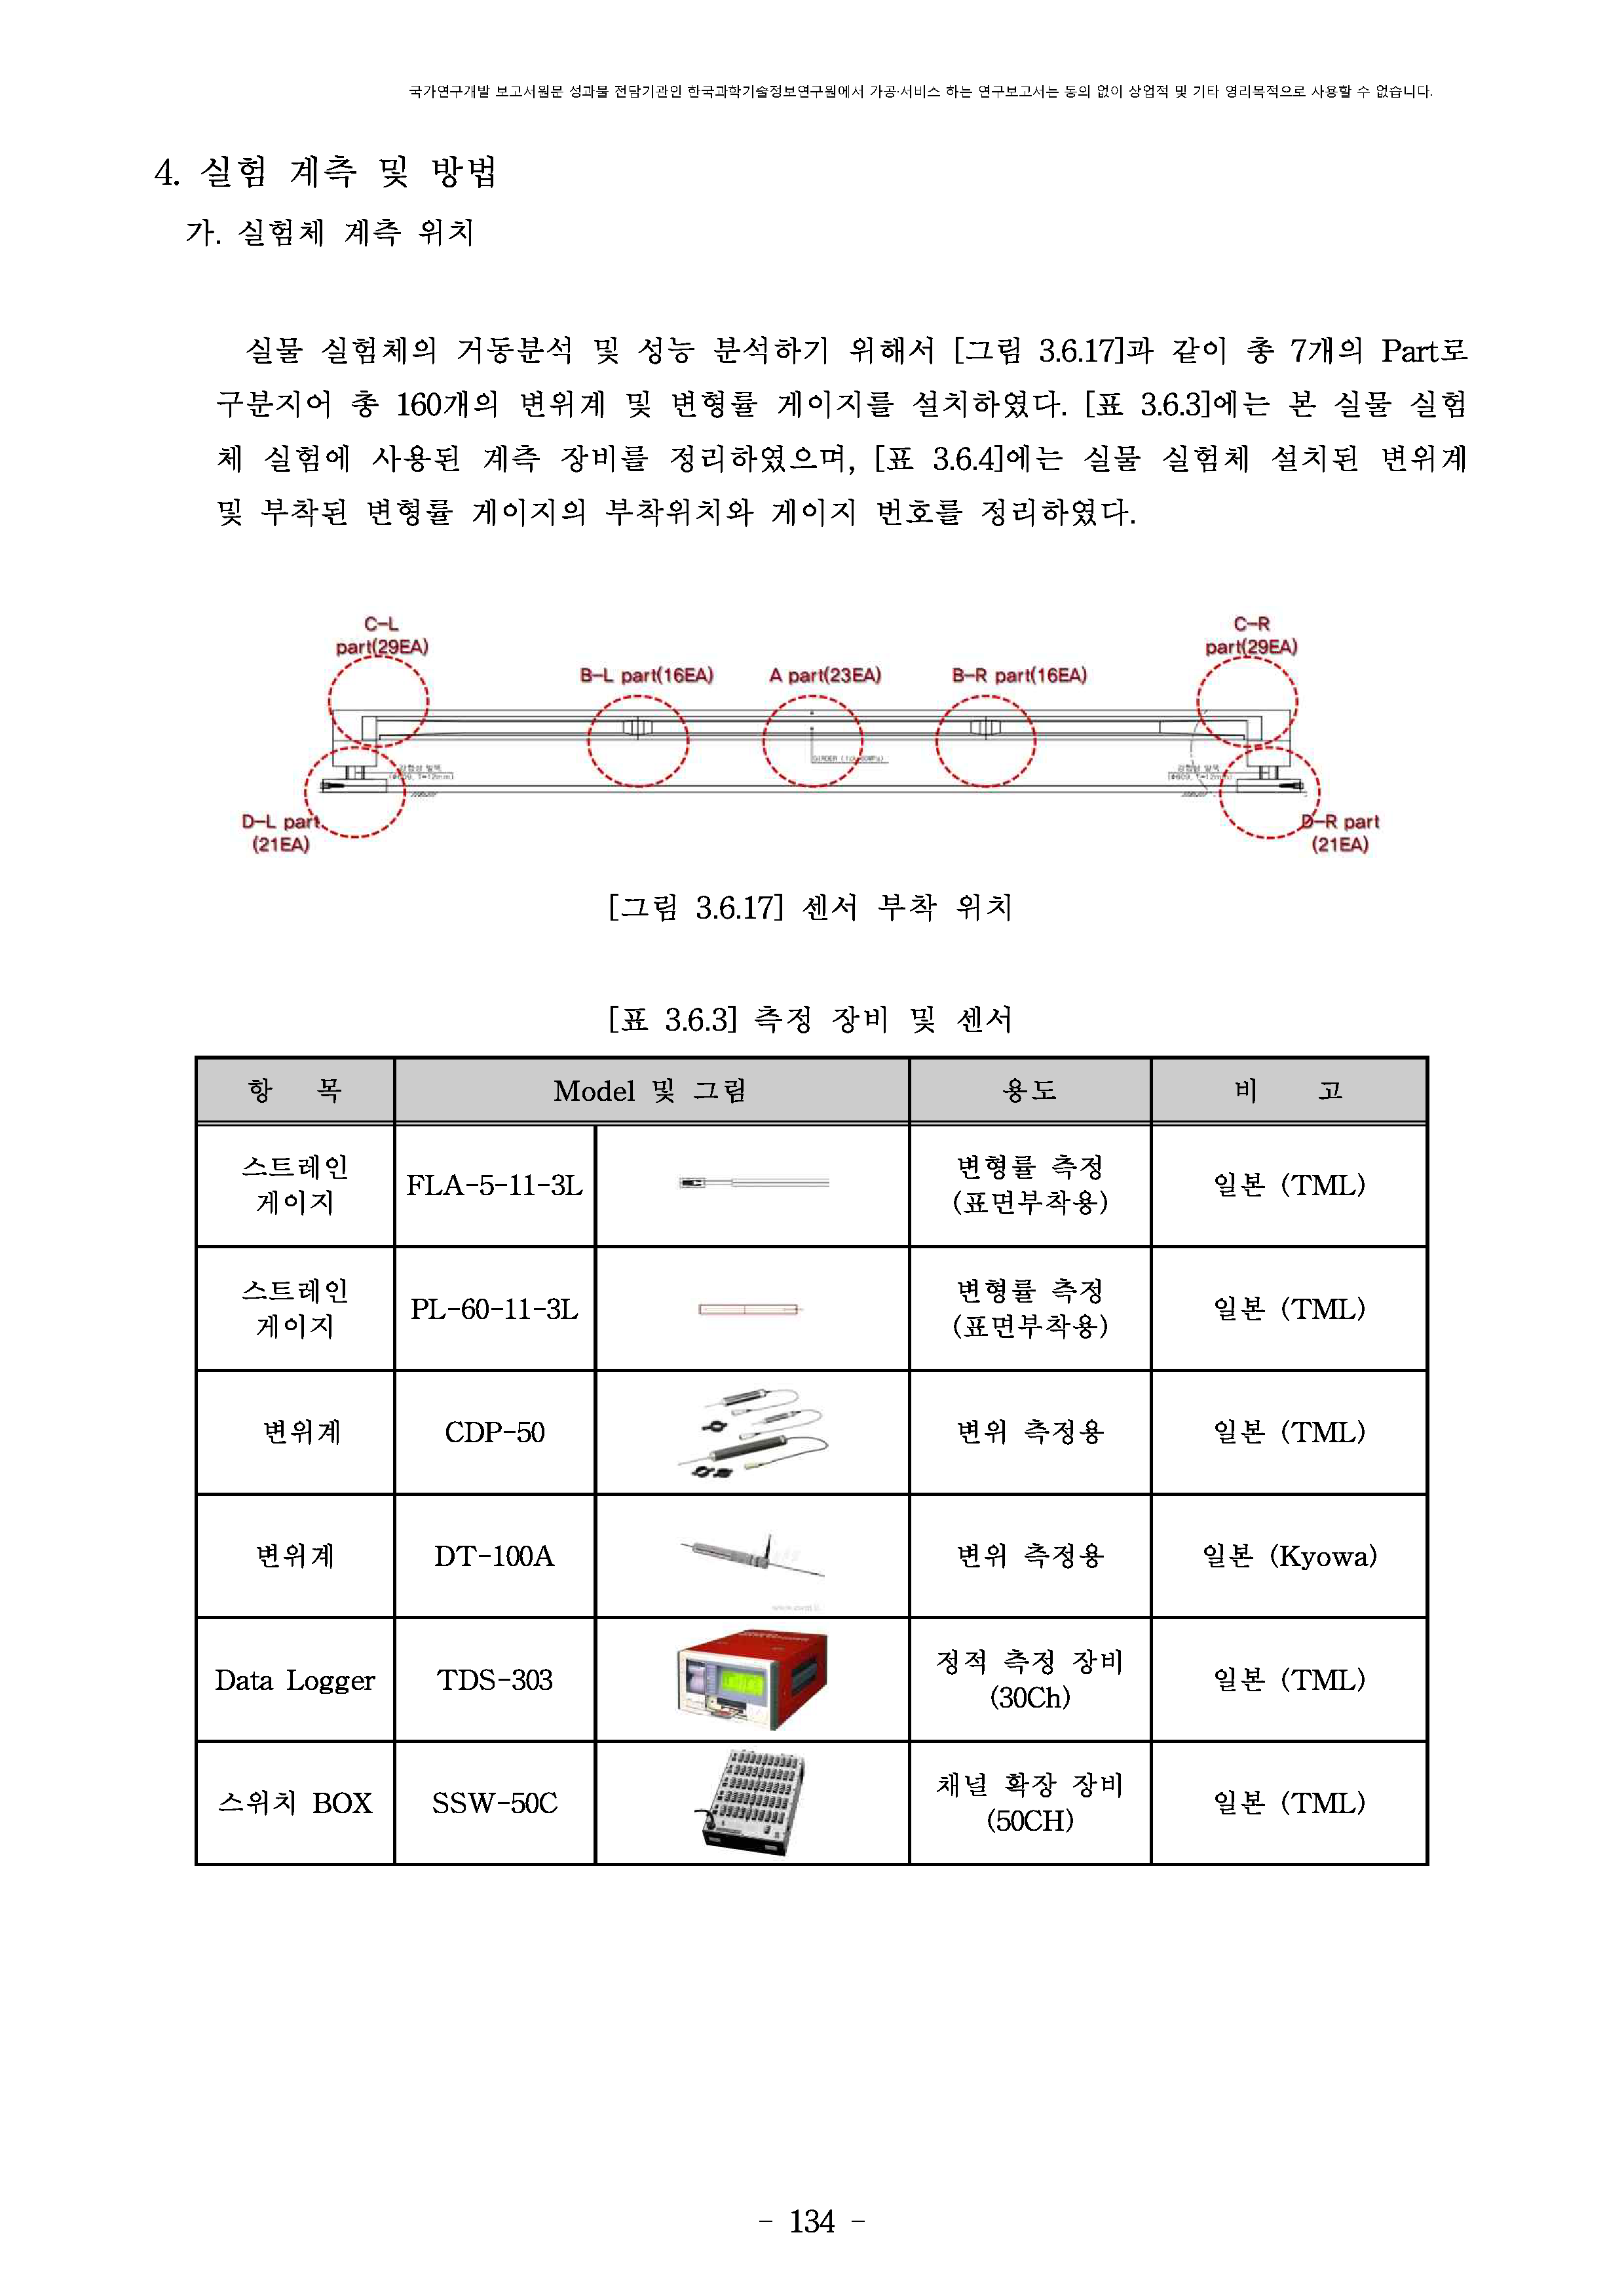 국가연구개발 보고서원문 성과물 전담기관인 한국과학기술정보연구원에서 가공·서비스 하는 연구보고서는 동의 없이 상업적 및 기타 영리목적으로 사용할 수 없습니다.
4. 실험 계측 및 방법
가. 실험체 계측 위치
실물 실험체의 거동분석 및 성능 분석하기 위해서 [그림 3.6.17]과 같이 총 7개의 Part로
구분지어 총 160개의 변위계 및 변형률 게이지를 설치하였다. [표 3.6.3]에는 본 실물 실험
체 실험에 사용된 계측 장비를 정리하였으며, [표 3.6.4]에는 실물 실험체 설치된 변위계
및 부착된 변형률 게이지의 부착위치와 게이지 번호를 정리하였다.
C-L
part(29EA)
C-R
part(29EA)
B-L part(16EA)
A part(23EA)
B-R part(16EA)
D-L part
(21EA)
D-R part
(21EA)
[그림 3.6.17] 센서 부착 위치
[표 3.6.3] 측정 장비 및 센서
항 목 Model 및 그림 용도 비 고
스트레인
게이지
FLA-5-11-3L
변형률 측정
(표면부착용)
일본 (TML)
스트레인
게이지
PL-60-11-3L
변형률 측정
(표면부착용)
일본 (TML)
변위계 CDP-50 변위 측정용 일본 (TML)
변위계 DT-100A 변위 측정용 일본 (Kyowa)
Data Logger TDS-303
정적 측정 장비
(30Ch)
일본 (TML)
스위치 BOX SSW-50C
채널 확장 장비
(50CH)
일본 (TML)
- 134 -